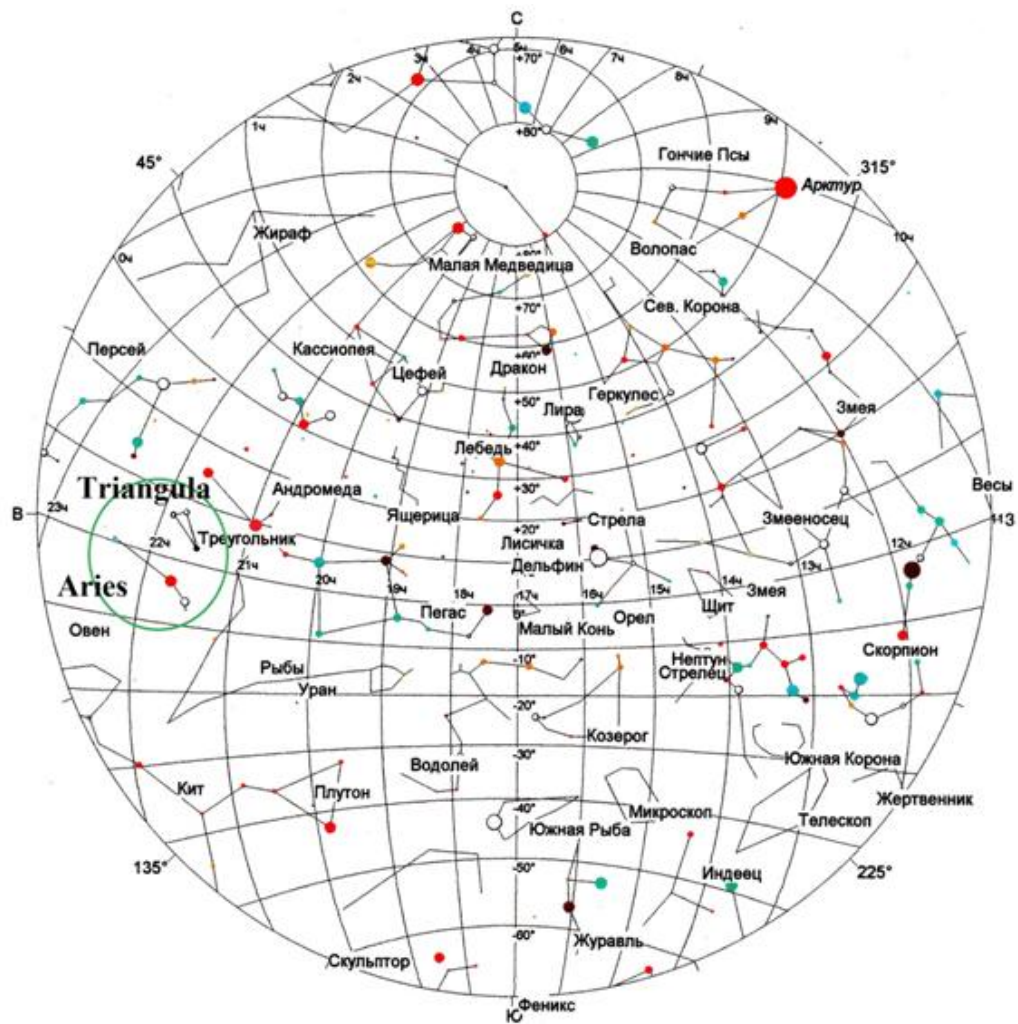 С
3ч
4ч
5ч
6ч
+70°
7ч
2ч
8ч
9ч
1ч
+80°
Гончие Псы
45°
315°
Арктур
Жираф
10ч
0ч
Волопас
Малая Медведица
+70°
Сев. Корона
Персей
Кассиопея
+60°
Цефей
Дракон
Геркулес
+50°
Лира
Змея
+40°
Лебедь
Triangula
Андромеда
+30°
Весы
В
23ч
Ящерица
+20°
Стрела
Змееносец
Треугольник
22ч
Лисичка
12ч
Aries
21ч
20ч
19ч
18ч
17ч
16ч
15ч
14ч
13ч
Дельфин
Змея
Овен
Пегас
Малый Конь
Орел
Щит
Скорпион
Рыбы
-10°
Нептун
Стрелец
Уран
-20°
Козерог
-30°
Водолей
Южная Корона
Кит
Плутон
-40°
Микроскоп
Жертвенник
Южная Рыба
Телескоп
135°
-50°
Индеец
225°
-60°
Журавль
Скульптор
Феникс
Ю